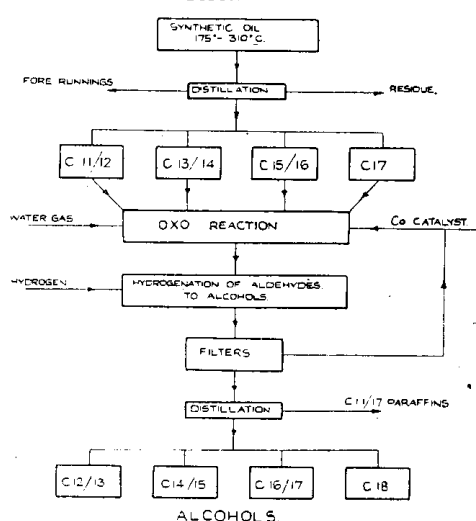 SYNTHETIC OIL
175°- 310°C.
FORE RUNNINGS
DISTILLATION
RESIDUE.
C 11/12
C 13/14
C 15/16
C 17
WATER GAS
OXO REACTION
Co CATALYST
HYDROGEN
HYDROGENATION OF ALDEHYDES
TO ALCOHOLS.
FILTERS
DISTILLATION
C 11/17 PARAFFINS
C 12/13
C 14/15
C 16/17
C 18
ALCOHOLS